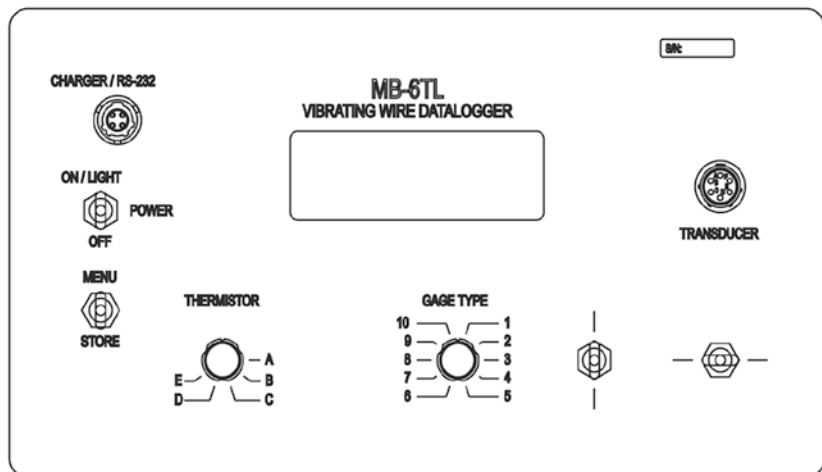 S/N:
CHARGER / RS-232
MB-6TL
VIBRATING WIRE DATALOGGER
ON / LIGHT
POWER
OFF
TRANSDUCER
MENU
STORE
THERMISTOR
A
B
C
D
E
GAGE TYPE
10 1
9 2
8 3
7 4
6 5